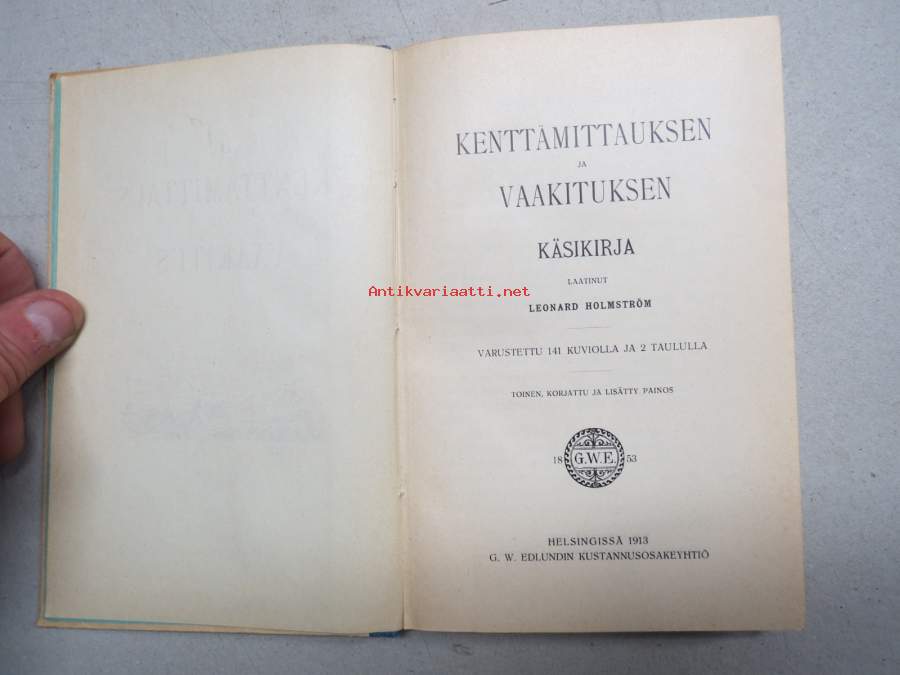 KENTTÄMITTAUKSEN
JA
VAAKITUKSEN
KÄSIKIRJA
LAATINUT
Antikvariaatti.net
LEONARD HOLMSTRÖM
VARUSTETTU 141 KUVIOLLA JA 2 TAULULLA
TOINEN, KORJATTU JA LISÄTTY PAINOS
18 G.W.E. 53
HELSINGISSÄ 1913
G. W. EDLUNDIN KUSTANNUSOSAKEYHTIÖ